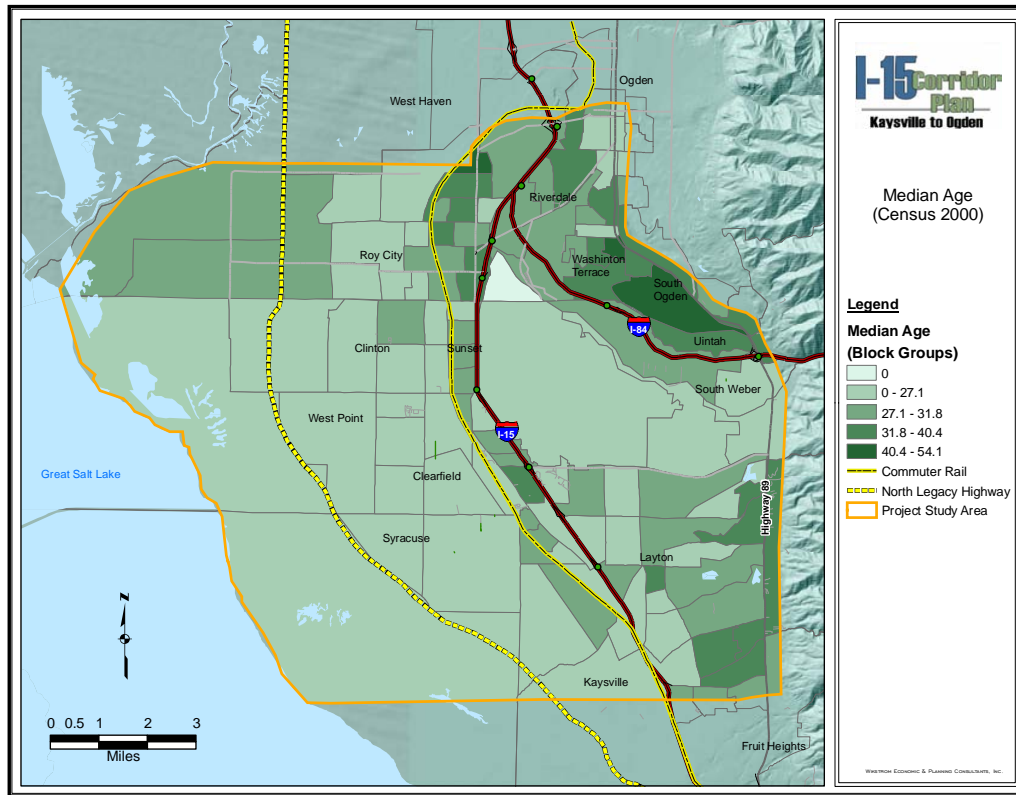 I-15 Corridor
Plan
Kaysville to Ogden
Median Age
(Census 2000)
Legend
Median Age
(Block Groups)
0
0 - 27.1
27.1 - 31.8
31.8 - 40.4
40.4 - 54.1
Commuter Rail
North Legacy Highway
Project Study Area
WIKSTROM ECONOMIC & PLANNING CONSULTANTS, INC.
Ogden
West Haven
Riverdale
Roy City
Washinton
Terrace
South
Ogden
I-84
Uintah
Clinton
Sunset
South Weber
West Point
I-15
Great Salt Lake
Clearfield
Highway 89
Syracuse
Layton
Kaysville
Fruit Heights
N
0 0.5 1 2 3
Miles